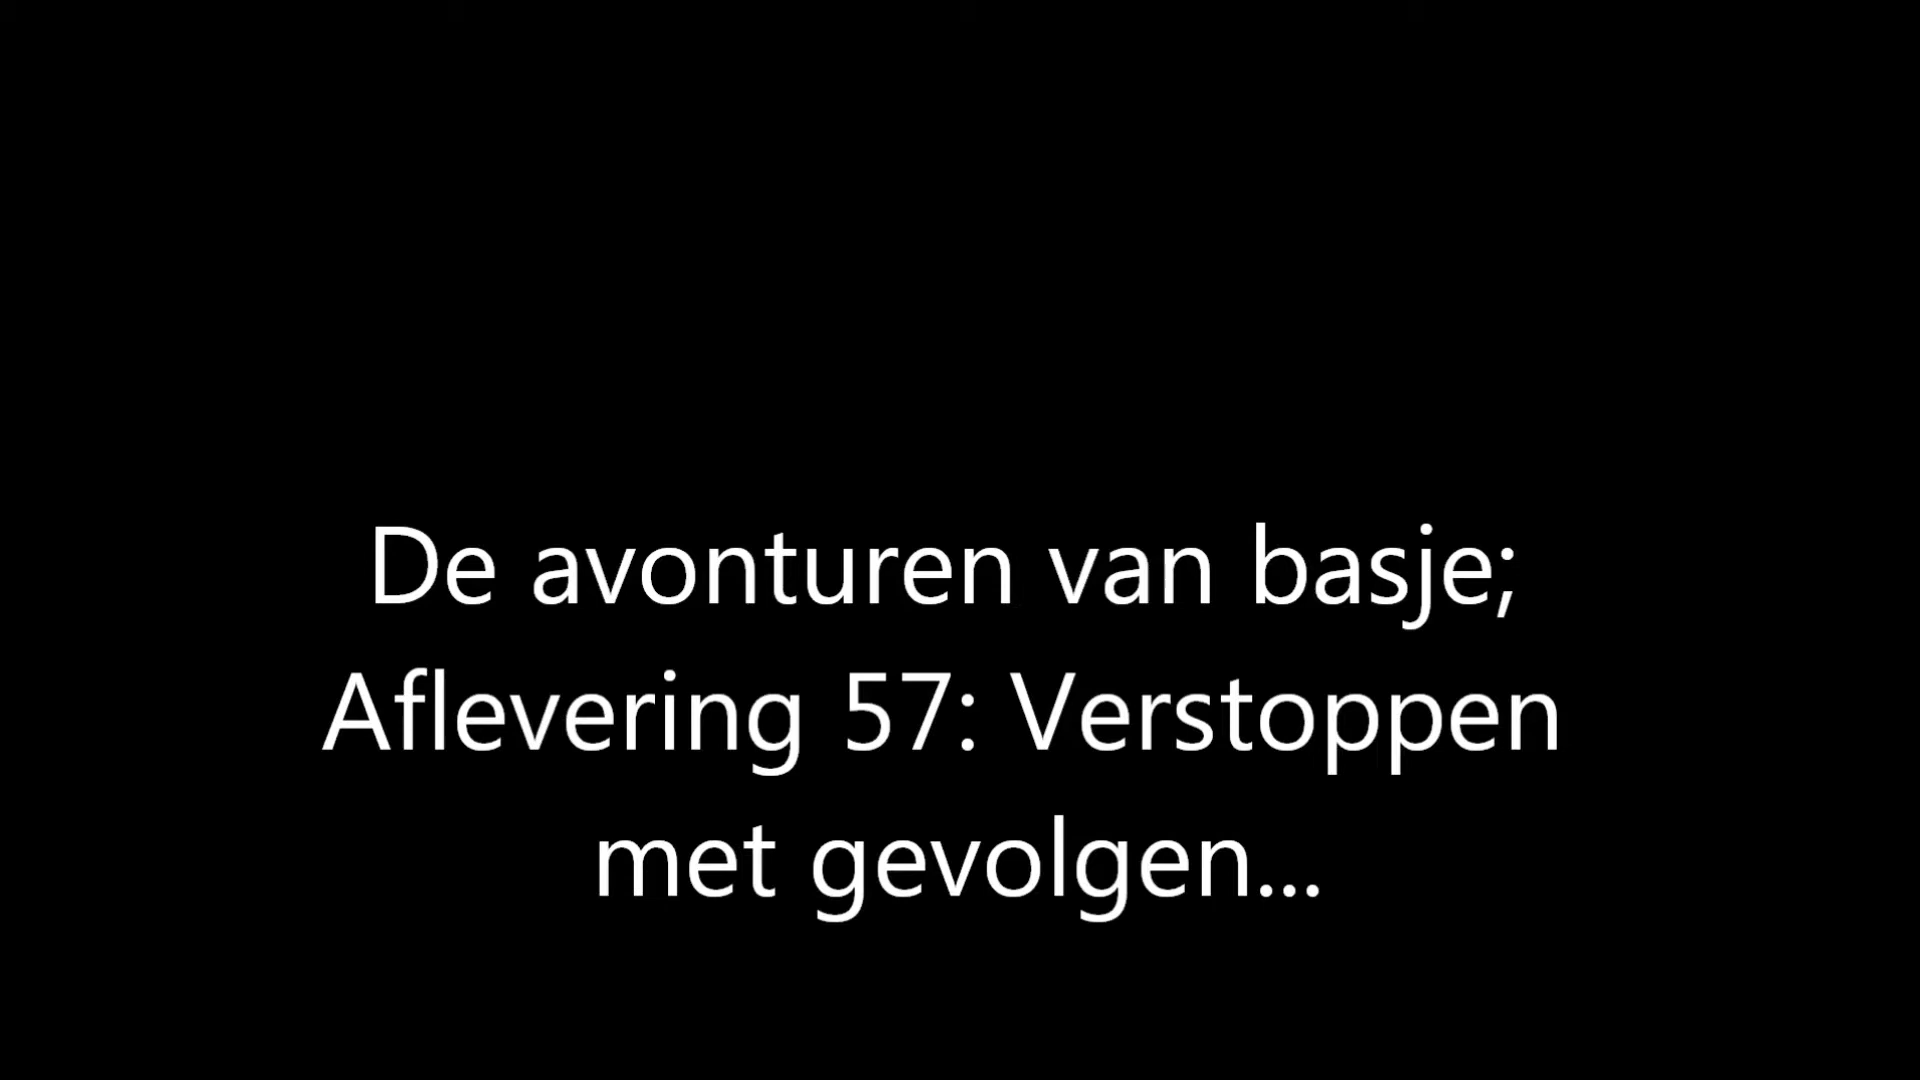 De avonturen van basje;
Aflevering 57: Verstoppen
met gevolgen...